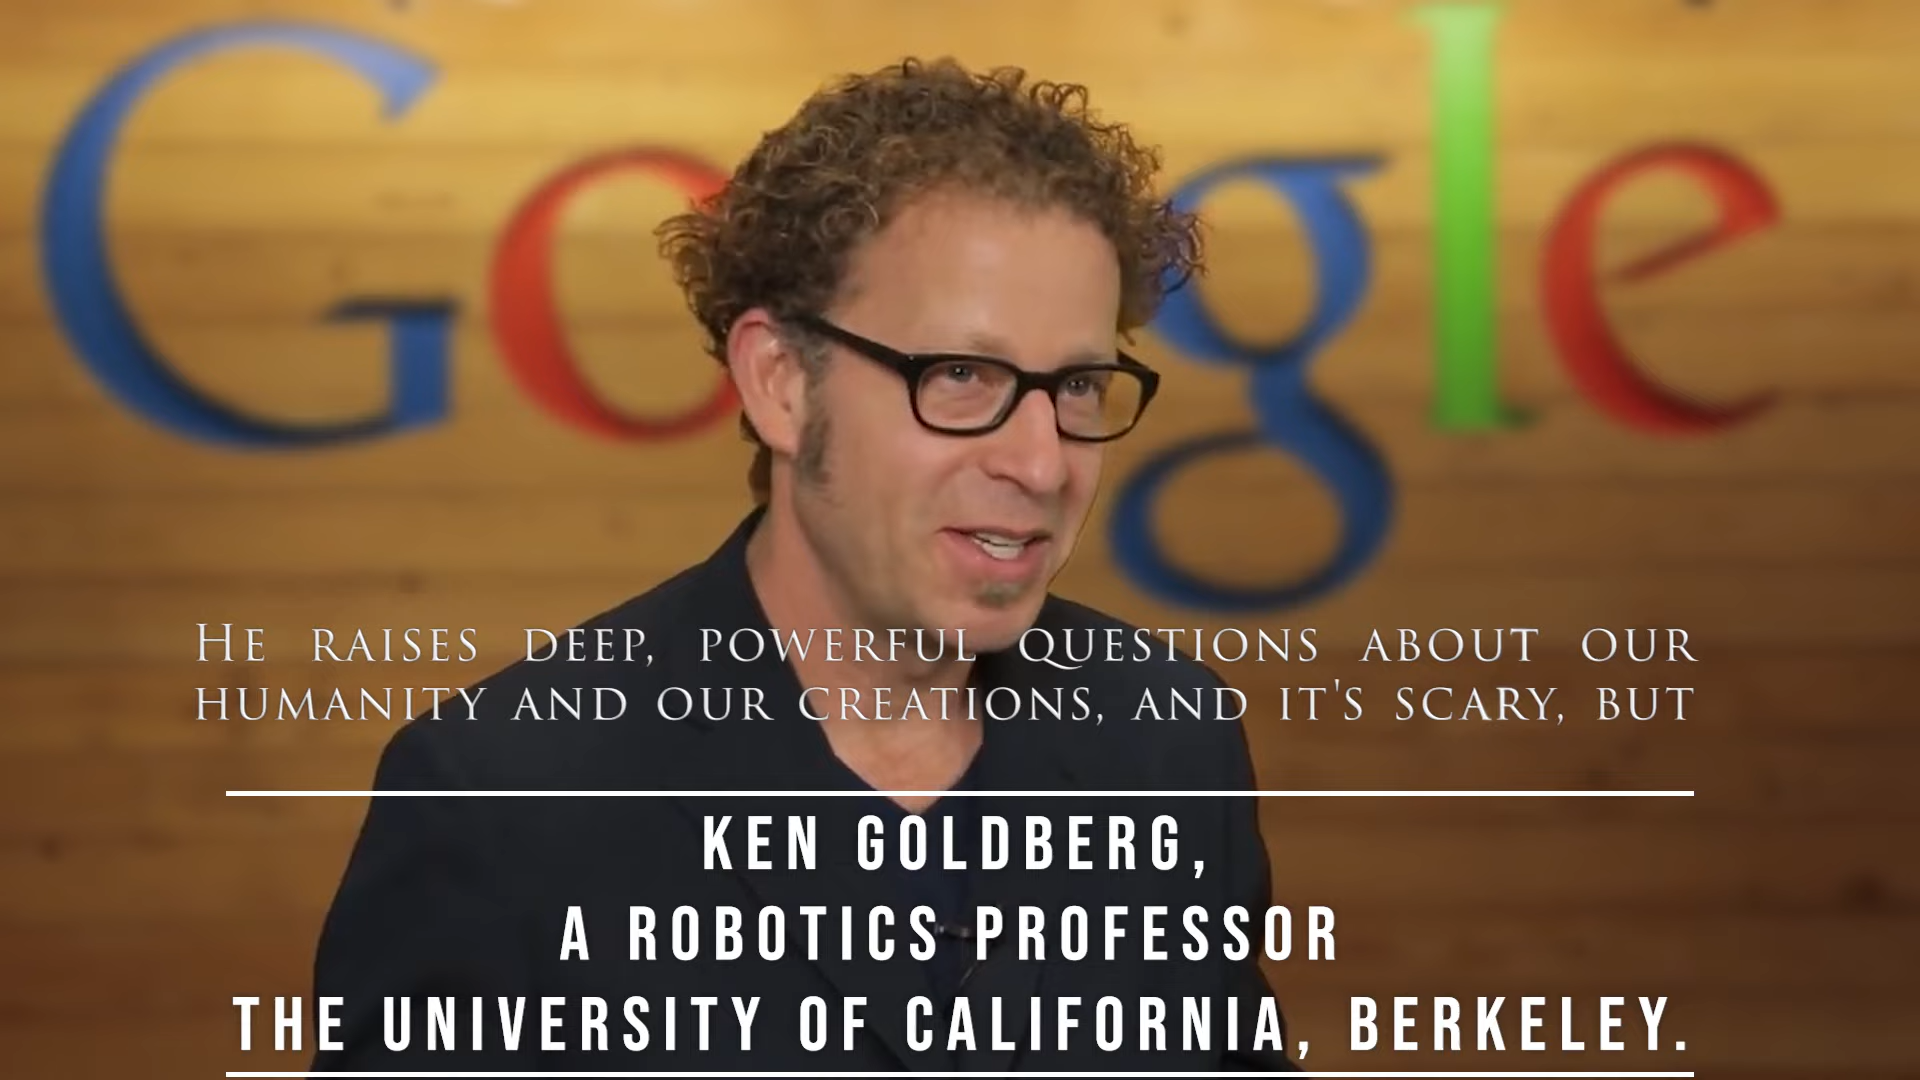 Google
HE RAISES DEEP, POWERFUL QUESTIONS ABOUT OUR
HUMANITY AND OUR CREATIONS, AND IT'S SCARY, BUT
KEN GOLDBERG,
A ROBOTICS PROFESSOR
THE UNIVERSITY OF CALIFORNIA, BERKELEY.